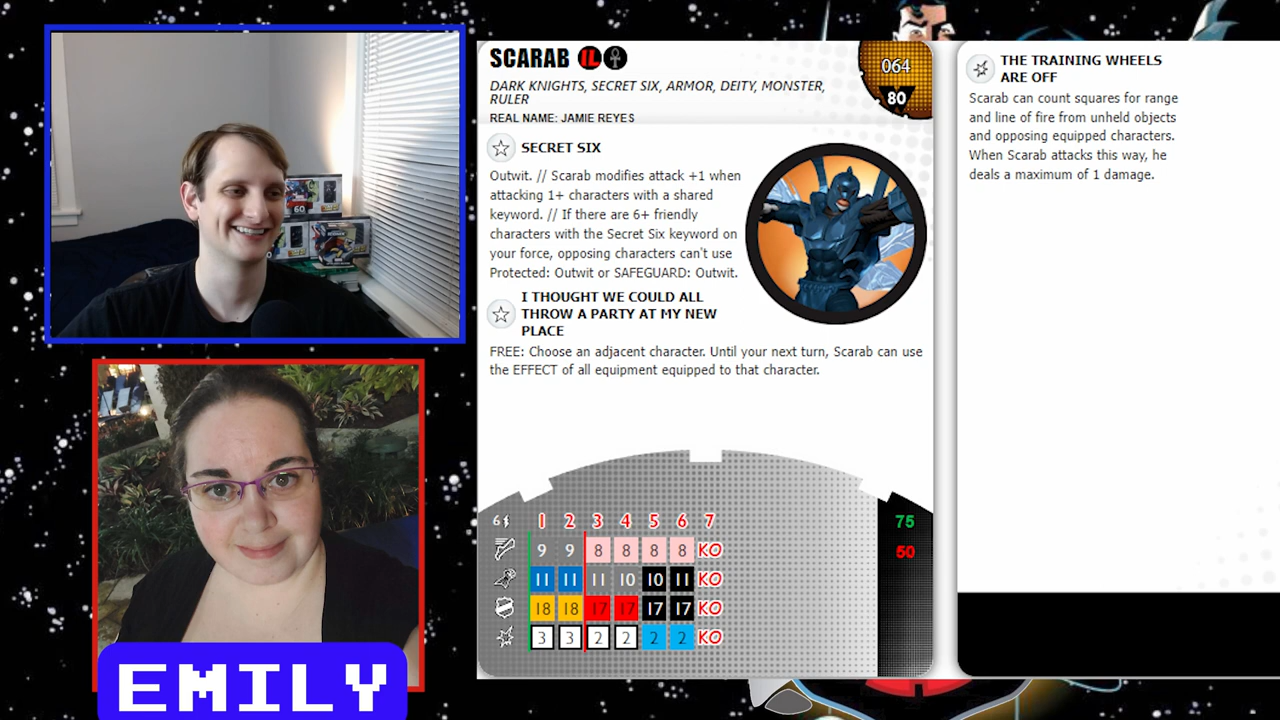 SCARAB IL
064
80
DARK KNIGHTS, SECRET SIX, ARMOR, DEITY, MONSTER,
RULER
REAL NAME: JAMIE REYES
SECRET SIX
Outwit. // Scarab modifies attack +1 when
attacking 1+ characters with a shared
keyword. // If there are 6+ friendly
characters with the Secret Six keyword on
your force, opposing characters can't use
Protected: Outwit or SAFEGUARD: Outwit.
I THOUGHT WE COULD ALL
THROW A PARTY AT MY NEW
PLACE
FREE: Choose an adjacent character. Until your next turn, Scarab can use
the EFFECT of all equipment equipped to that character.
6 1 2 3 4 5 6 7
9 9 8 8 8 8 KO
11 11 11 10 10 11 KO
18 18 17 17 17 17 KO
3 3 2 2 2 2 KO
75
50
THE TRAINING WHEELS
ARE OFF
Scarab can count squares for range
and line of fire from unheld objects
and opposing equipped characters.
When Scarab attacks this way, he
deals a maximum of 1 damage.
60
EMILY